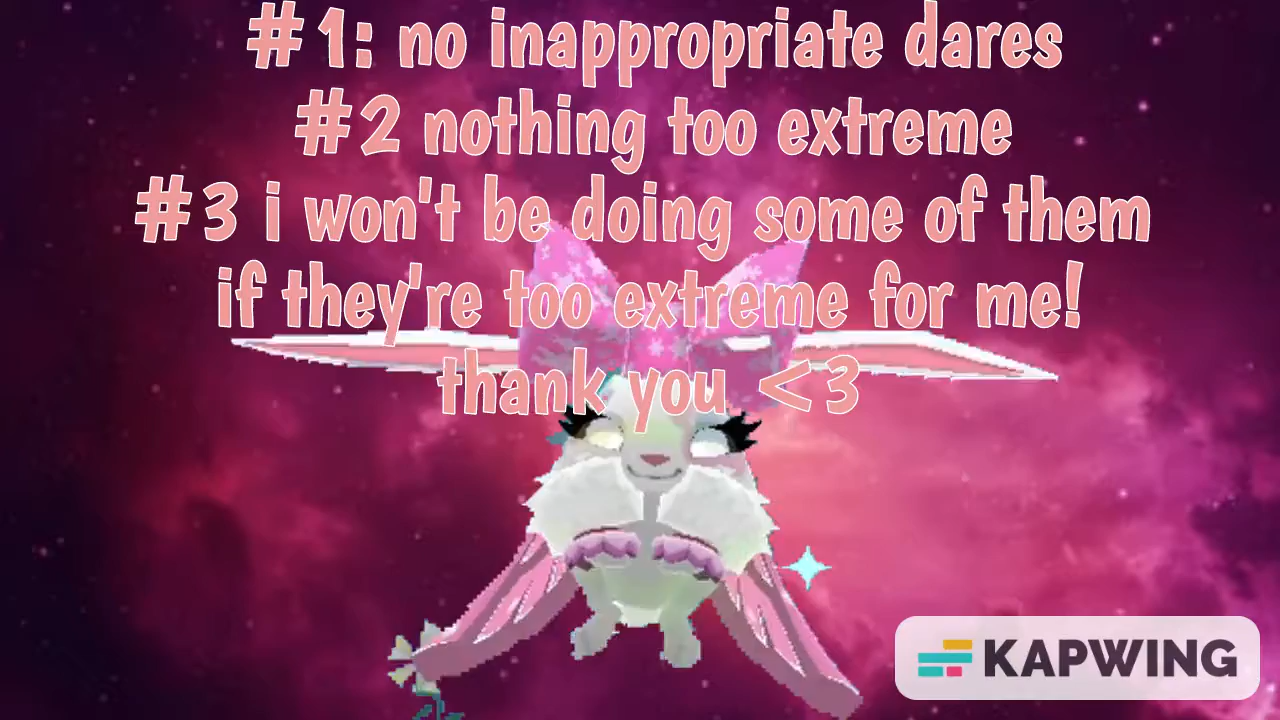 #1: no inappropriate dares
#2 nothing too extreme
#3 i won't be doing some of them
if they're too extreme for me!
thank you <3
KAPWING